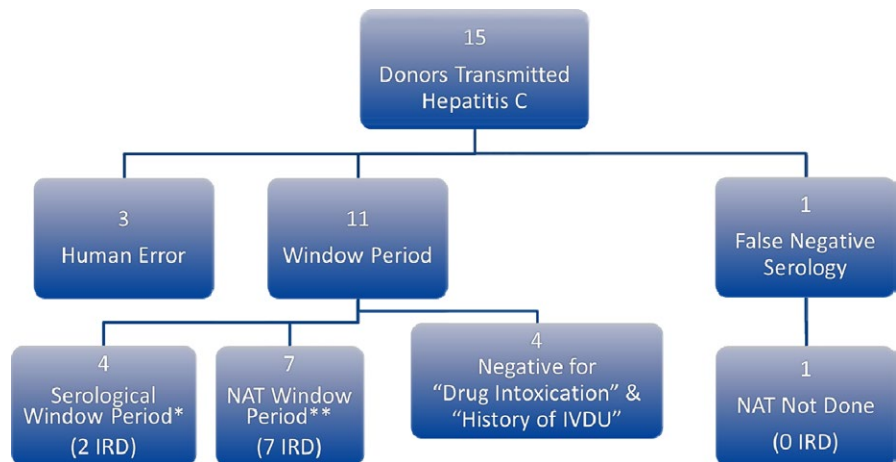 15
Donors Transmitted
Hepatitis C
3
Human Error
11
Window Period
1
False Negative
Serology
4
Serological
Window Period*
(2 IRD)
7
NAT Window
Period**
(7 IRD)
4
Negative for
“Drug Intoxication” &
“History of IVDU”
1
NAT Not Done
(0 IRD)